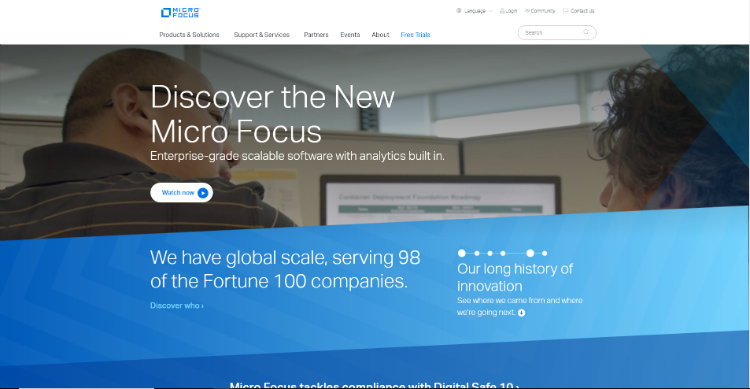 MICRO
FOCUS
Language
Login
Community
Contact Us
Products & Solutions
Support & Services
Partners
Events
About
Free Trials
Search
Discover the New
Micro Focus
Enterprise-grade scalable software with analytics built in.
Watch now
Container Deployment Foundation Roadmap
We have global scale, serving 98
of the Fortune 100 companies.
Discover who ›
Our long history of
innovation
See where we came from and where
we're going next.
Micro Focus tackles compliance with Digital Safe 10 ›